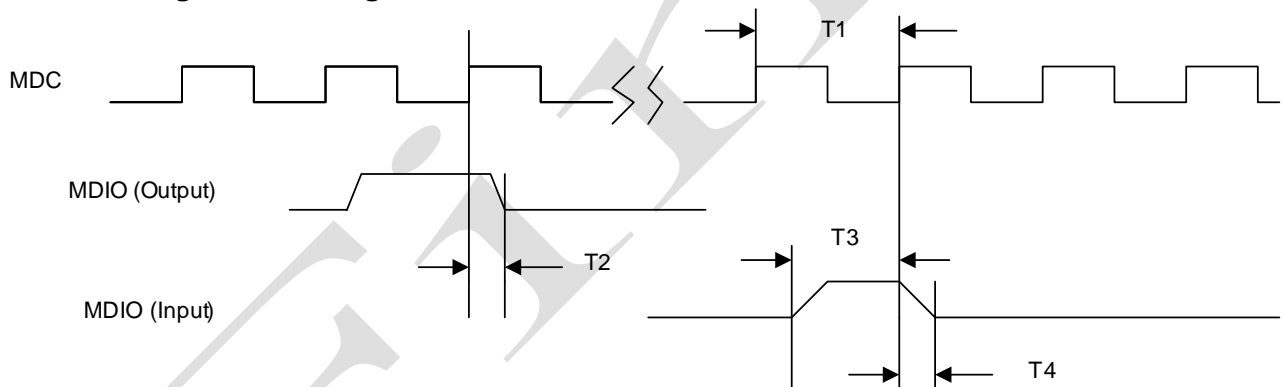 T1
MDC
MDIO (Output)
T2
T3
MDIO (Input)
T4